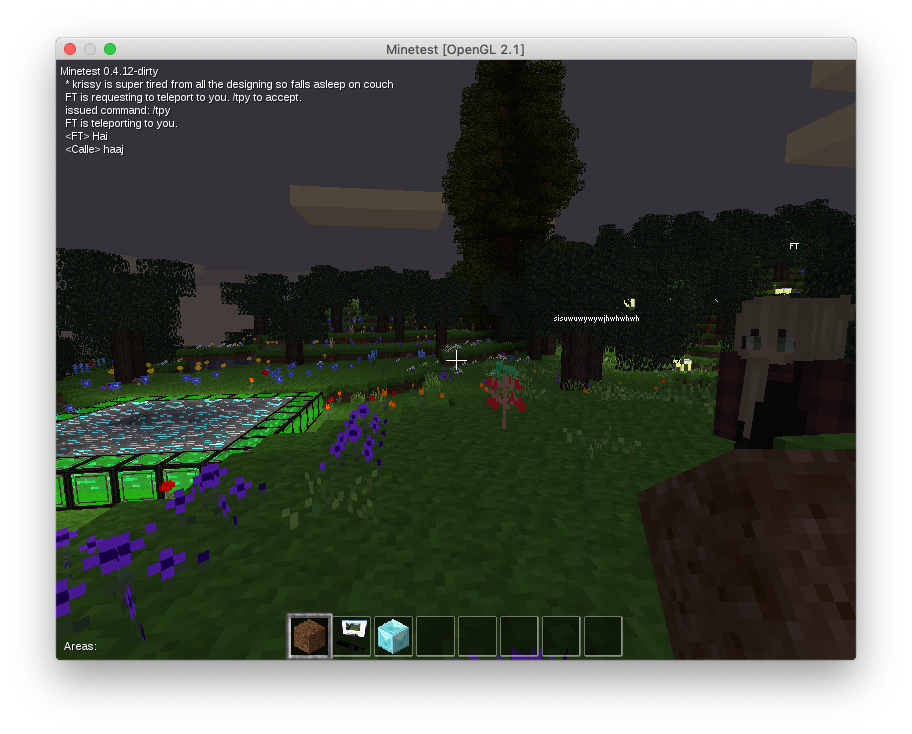 Minetest [OpenGL 2.1]
Minetest 0.4.12-dirty
* krissy is super tired from all the designing so falls asleep on couch
FT is requesting to teleport to you. /tpy to accept.
issued command: /tpy
FT is teleporting to you.
<FT> Hai
<Calle> haaj
FT
sisuwuwywywjhwhwhwh
Areas: